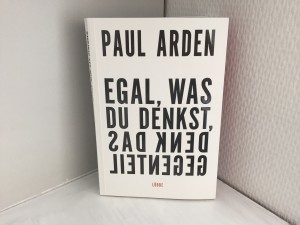 PAUL ARDEN
EGAL, WAS
DU DENKST,
DENK DAS
GEGENTEIL
LÜBBE